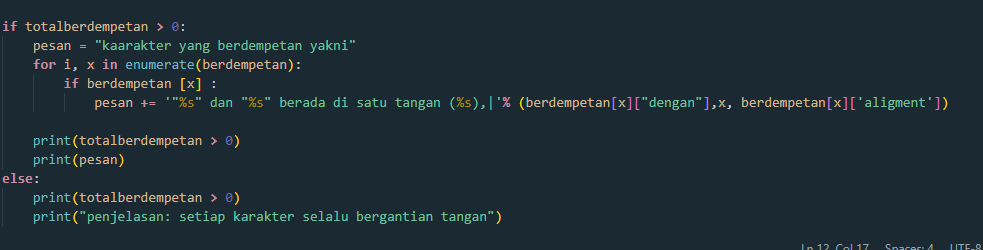 if totalberdempetan > 0:
    pesan = "kaarakter yang berdempetan yakni"
    for i, x in enumerate(berdempetan):
        if berdempetan [x] :
            pesan += '"%s" dan "%s" berada di satu tangan (%s),|'% (berdempetan[x]["dengan"],x, berdempetan[x]['aligment'])
    print(totalberdempetan > 0)
    print(pesan)
else:
    print(totalberdempetan > 0)
    print("penjelasan: setiap karakter selalu bergantian tangan")
Ln 12, Col 17 Spaces: 4 UTF-8